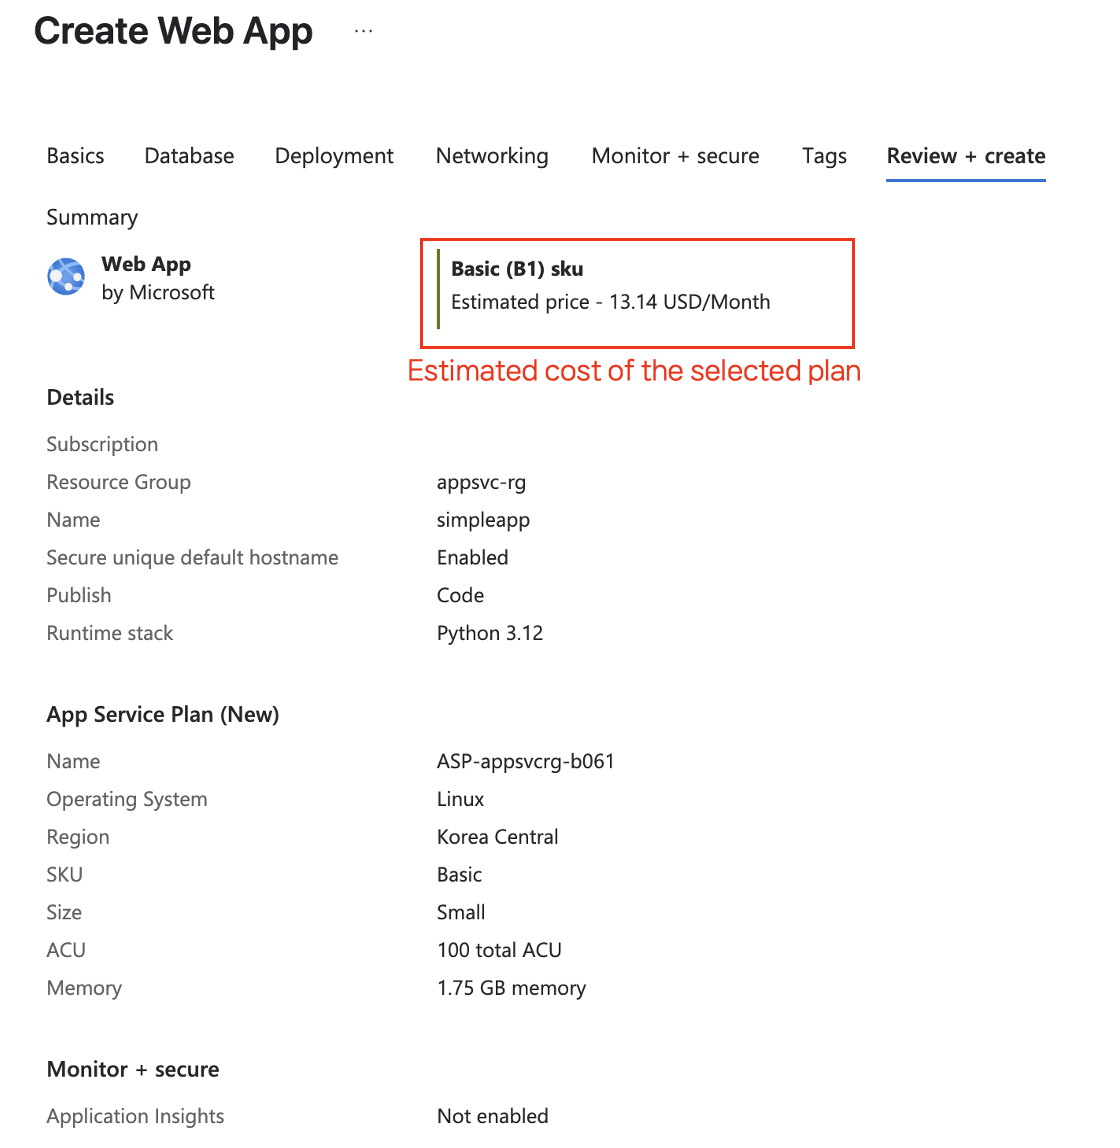 Create Web App ...
Basics Database Deployment Networking Monitor + secure Tags Review + create
Summary
Web App
by Microsoft
Basic (B1) sku
Estimated price - 13.14 USD/Month
Estimated cost of the selected plan
Details
Subscription
Resource Group appsvc-rg
Name simpleapp
Secure unique default hostname Enabled
Publish Code
Runtime stack Python 3.12
App Service Plan (New)
Name ASP-appsvcrg-b061
Operating System Linux
Region Korea Central
SKU Basic
Size Small
ACU 100 total ACU
Memory 1.75 GB memory
Monitor + secure
Application Insights Not enabled